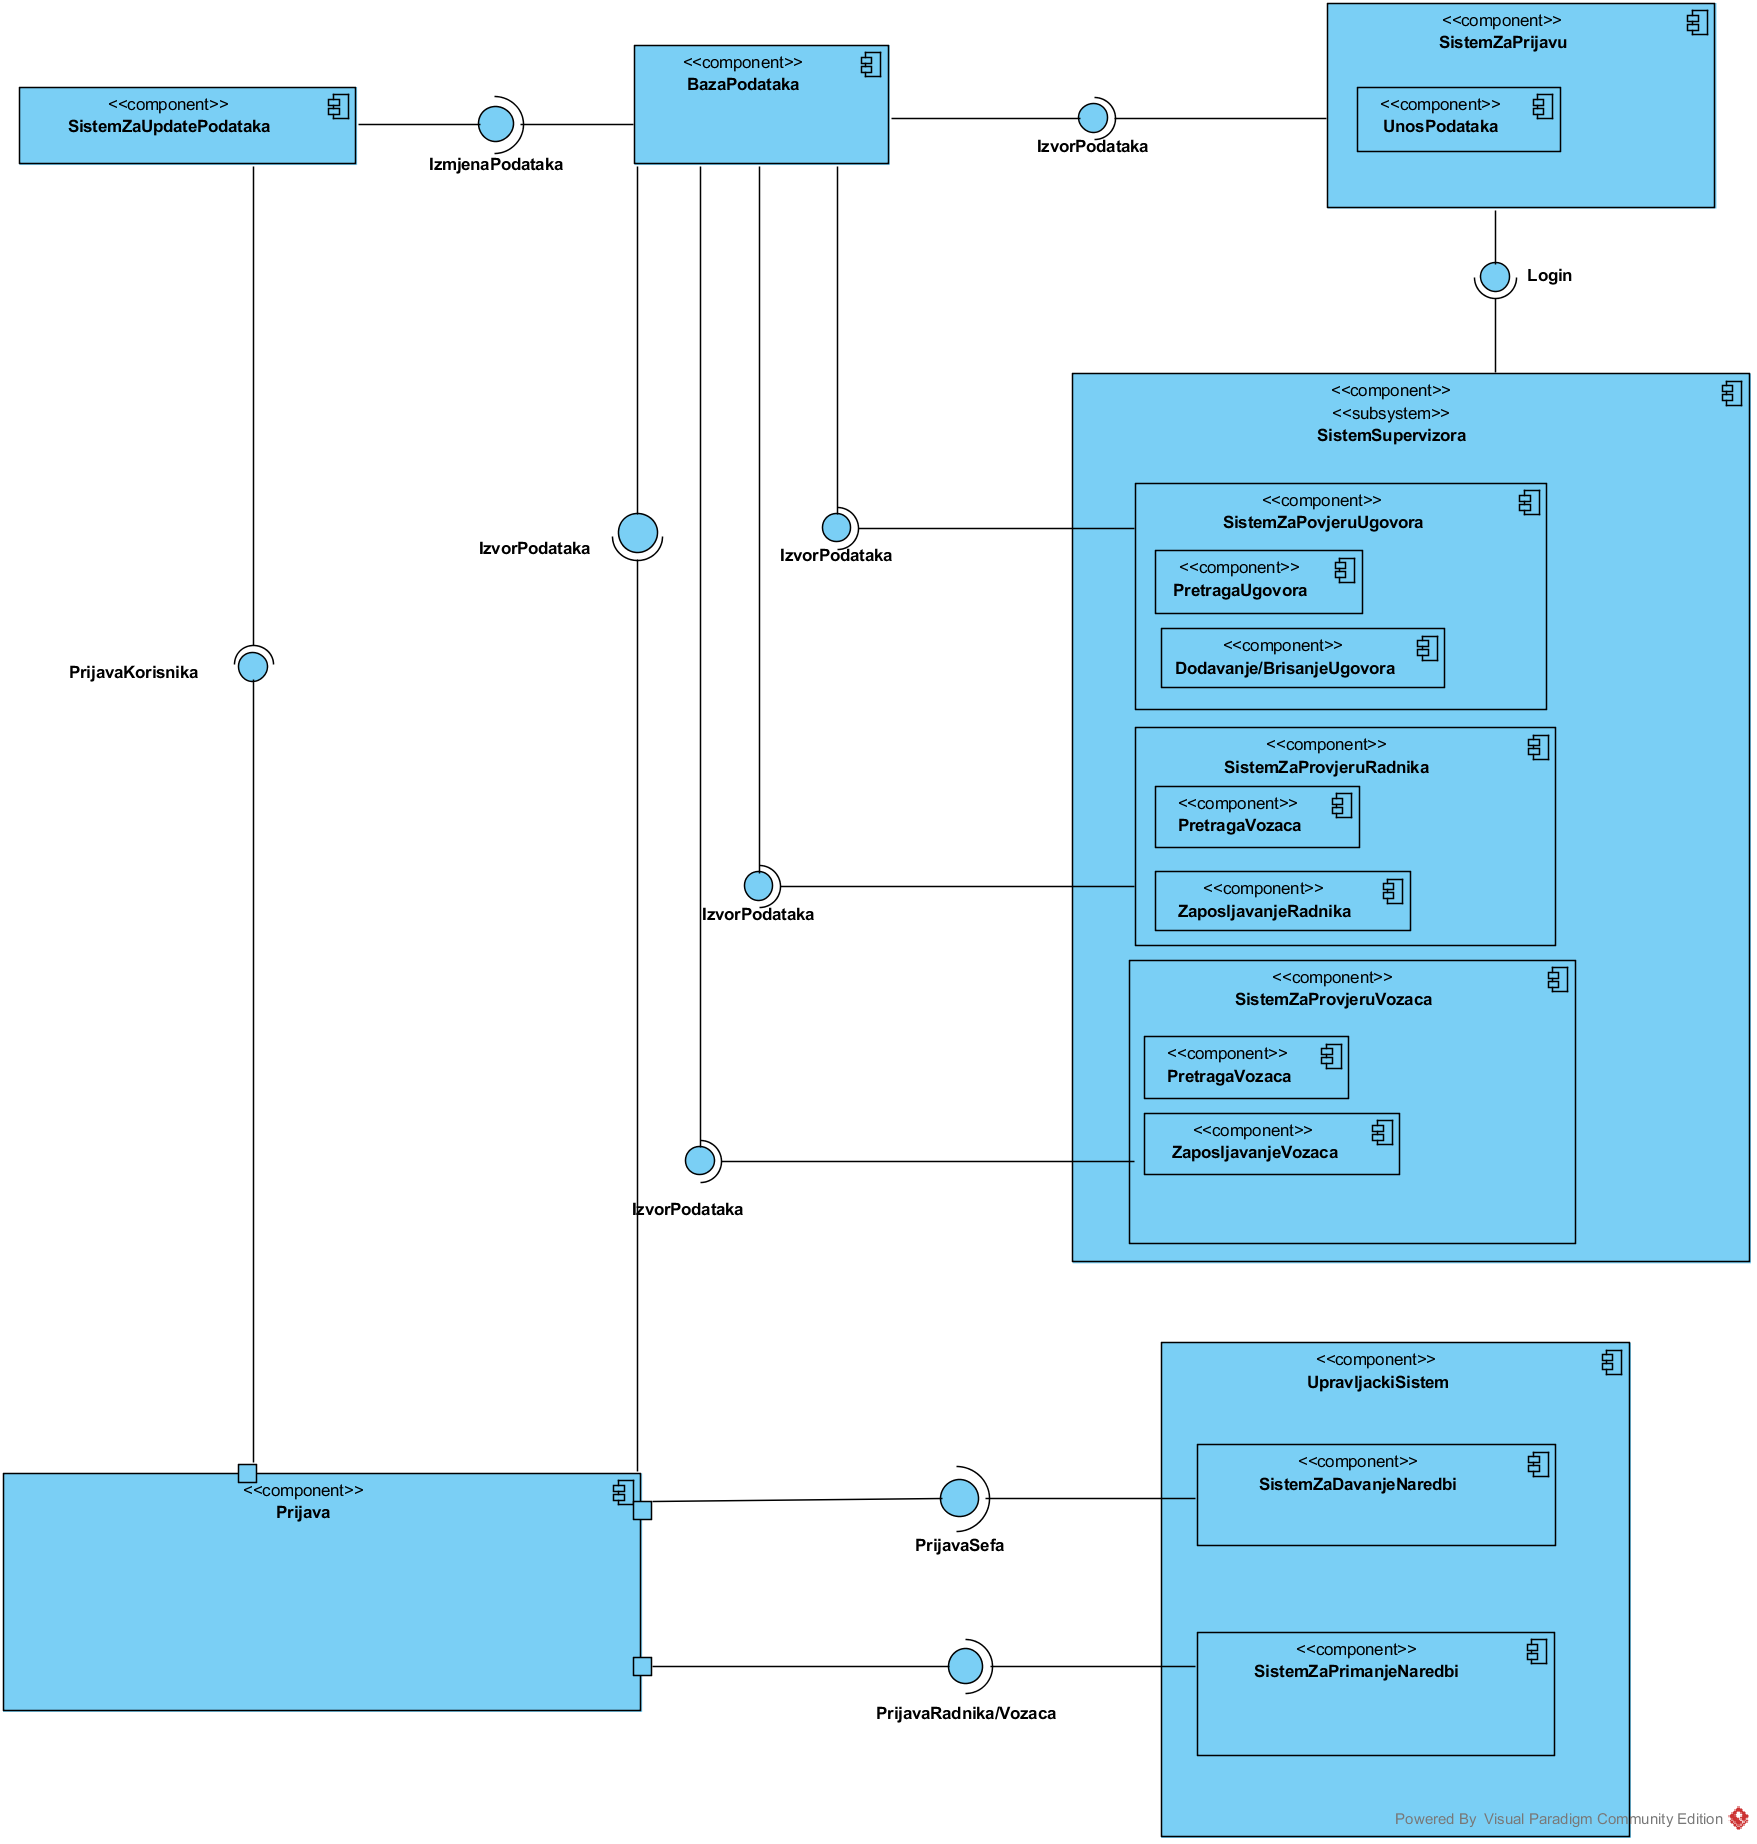 <<component>>
SistemZaPrijavu
<<component>>
UnosPodataka
<<component>>
BazaPodataka
<<component>>
SistemZaUpdatePodataka
IzmjenaPodataka
IzvorPodataka
Login
<<component>>
<<subsystem>>
SistemSupervizora
<<component>>
SistemZaPovjeruUgovora
<<component>>
PretragaUgovora
<<component>>
Dodavanje/BrisanjeUgovora
IzvorPodataka
IzvorPodataka
PrijavaKorisnika
<<component>>
SistemZaProvjeruRadnika
<<component>>
PretragaVozaca
<<component>>
ZaposljavanjeRadnika
IzvorPodataka
<<component>>
SistemZaProvjeruVozaca
<<component>>
PretragaVozaca
<<component>>
ZaposljavanjeVozaca
IzvorPodataka
<<component>>
UpravljackiSistem
<<component>>
SistemZaDavanjeNaredbi
<<component>>
Prijava
PrijavaSefa
<<component>>
SistemZaPrimanjeNaredbi
PrijavaRadnika/Vozaca
Powered By Visual Paradigm Community Edition